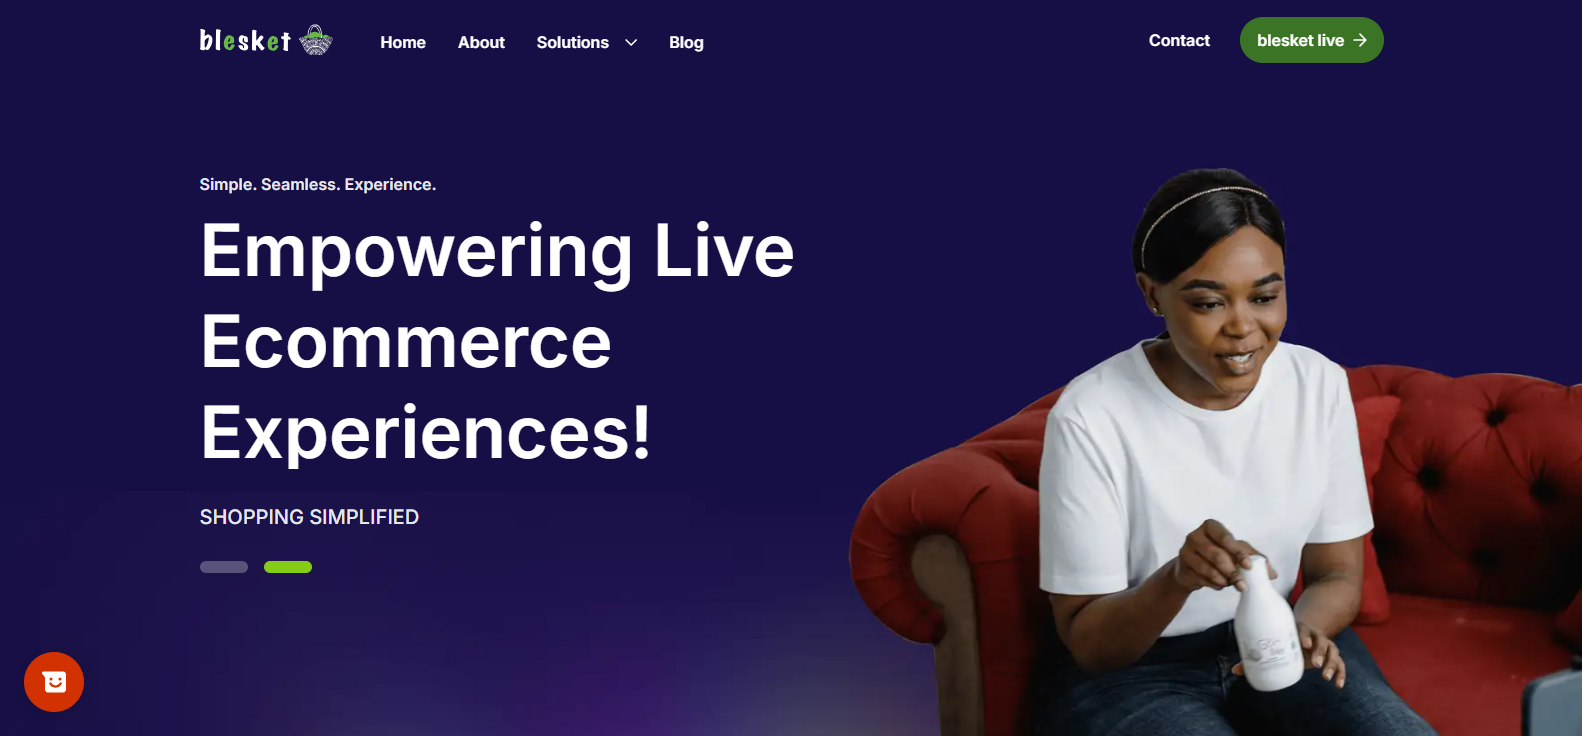 blesket
Home
About
Solutions
Blog
Contact
blesket live
Simple. Seamless. Experience.
Empowering Live
Ecommerce
Experiences!
SHOPPING SIMPLIFIED